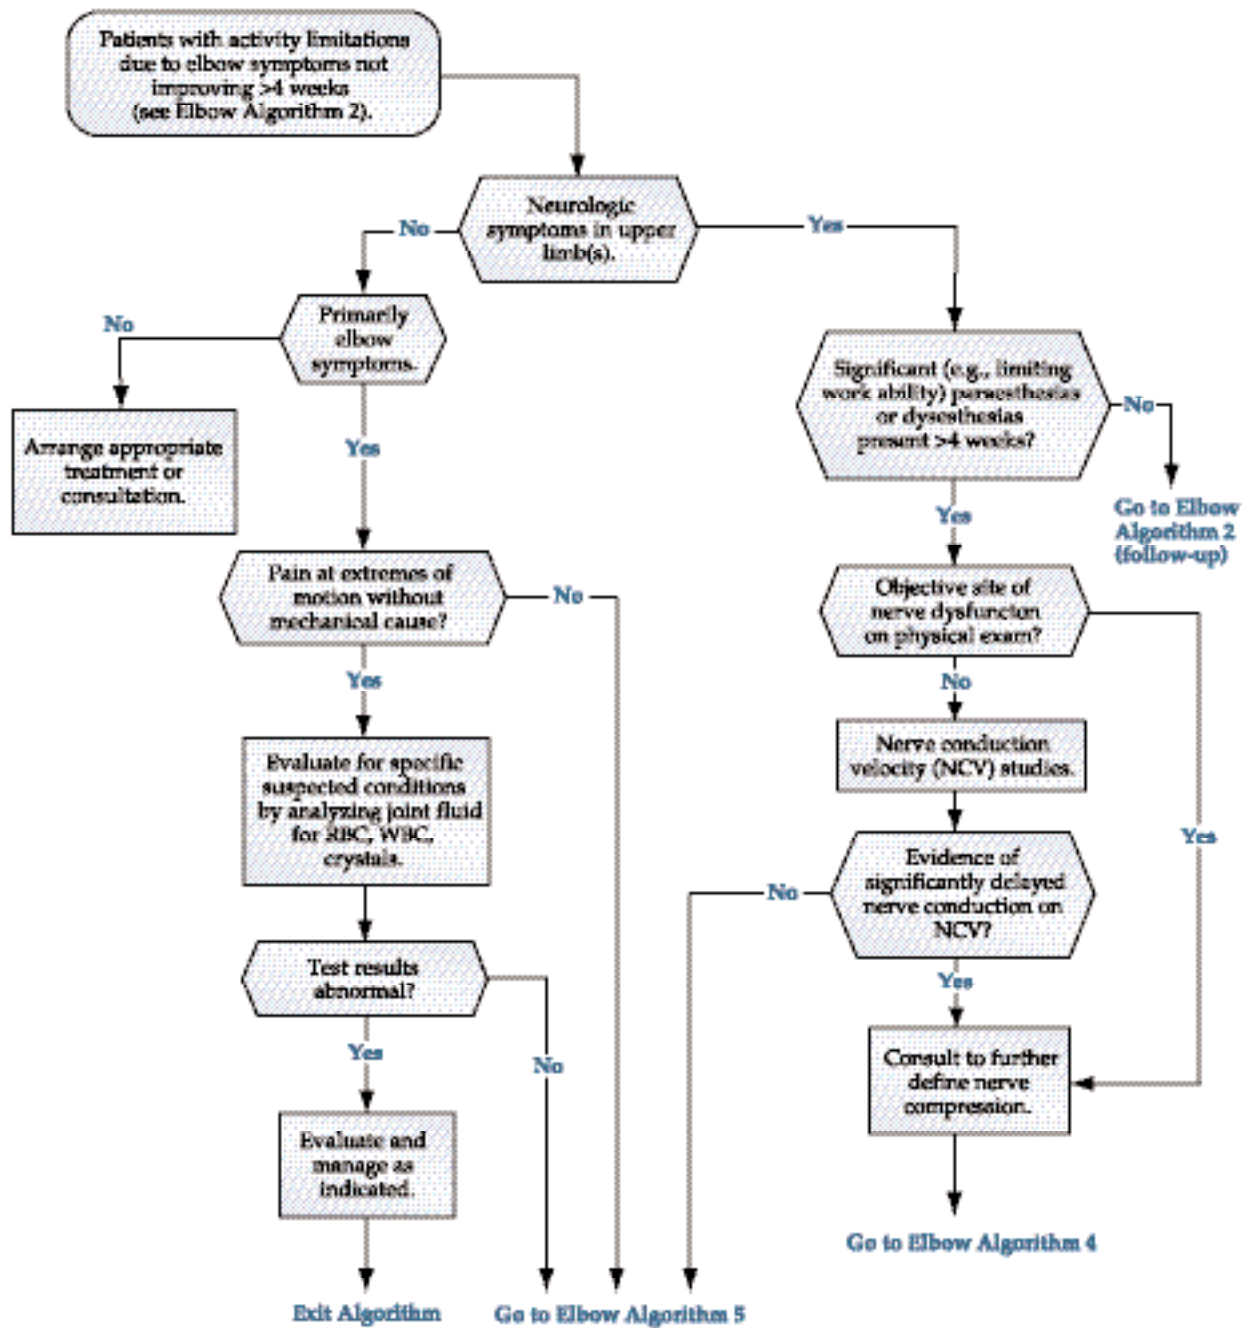 Patients with activity limitations
due to elbow symptoms not
improving >4 weeks
(see Elbow Algorithm 2).
Neurologic
symptoms in upper
limb(s).
No
Yes
Primarily
elbow
symptoms.
No
Arrange appropriate
treatment or
consultation.
Yes
Significant (e.g., limiting
work ability) paraesthesias
or dysesthesias
present >4 weeks?
No
Go to Elbow
Algorithm 2
(follow-up)
Yes
Pain at extremes of
motion without
mechanical cause?
No
Yes
Objective site of
nerve dysfuncton
on physical exam?
No
Yes
Evaluate for specific
suspected conditions
by analyzing joint fluid
for RBC, WBC,
crystals.
Nerve conduction
velocity (NCV) studies.
Evidence of
significantly delayed
nerve conduction on
NCV?
No
Yes
Test results
abnormal?
Yes
No
Consult to further
define nerve
compression.
Evaluate and
manage as
indicated.
Go to Elbow Algorithm 4
Exit Algorithm
Go to Elbow Algorithm 5